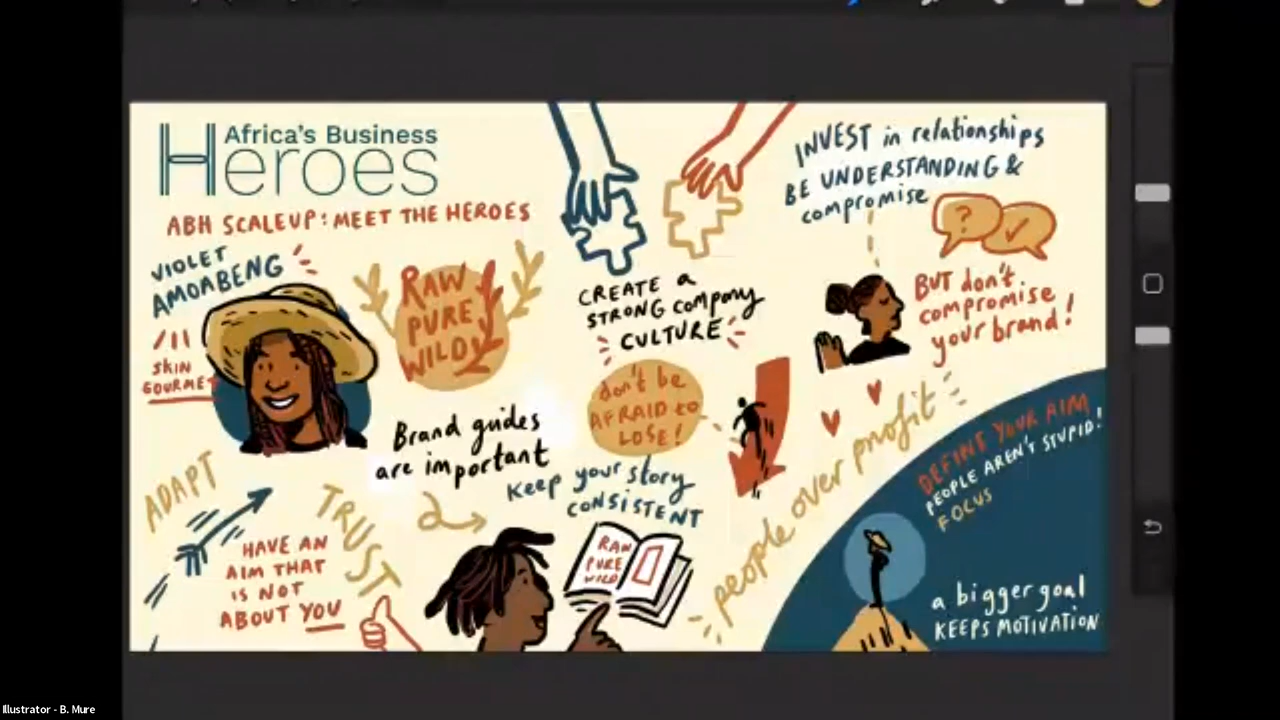 Africa's Business
Heroes
ABH SCALEUP: MEET THE HEROES
VIOLET
AMOABENG
SKIN
GOURMET
RAW
PURE
WILD
CREATE a
STRONG company
CULTURE
INVEST in relationships
BE UNDERSTANDING &
compromise
?
BUT don't
compromise
your brand!
Brand guides
are important
don't be
AFRAID to
LOSE!
keep your story
CONSISTENT
RAW
PURE
WILD
ADAPT
TRUST
HAVE AN
AIM THAT
IS NOT
ABOUT YOU
people over profit
DEFINE YOUR AIM
PEOPLE AREN'T STUPID!
FOCUS
a bigger goal
KEEPS MOTIVATION
Illustrator - B. Mure